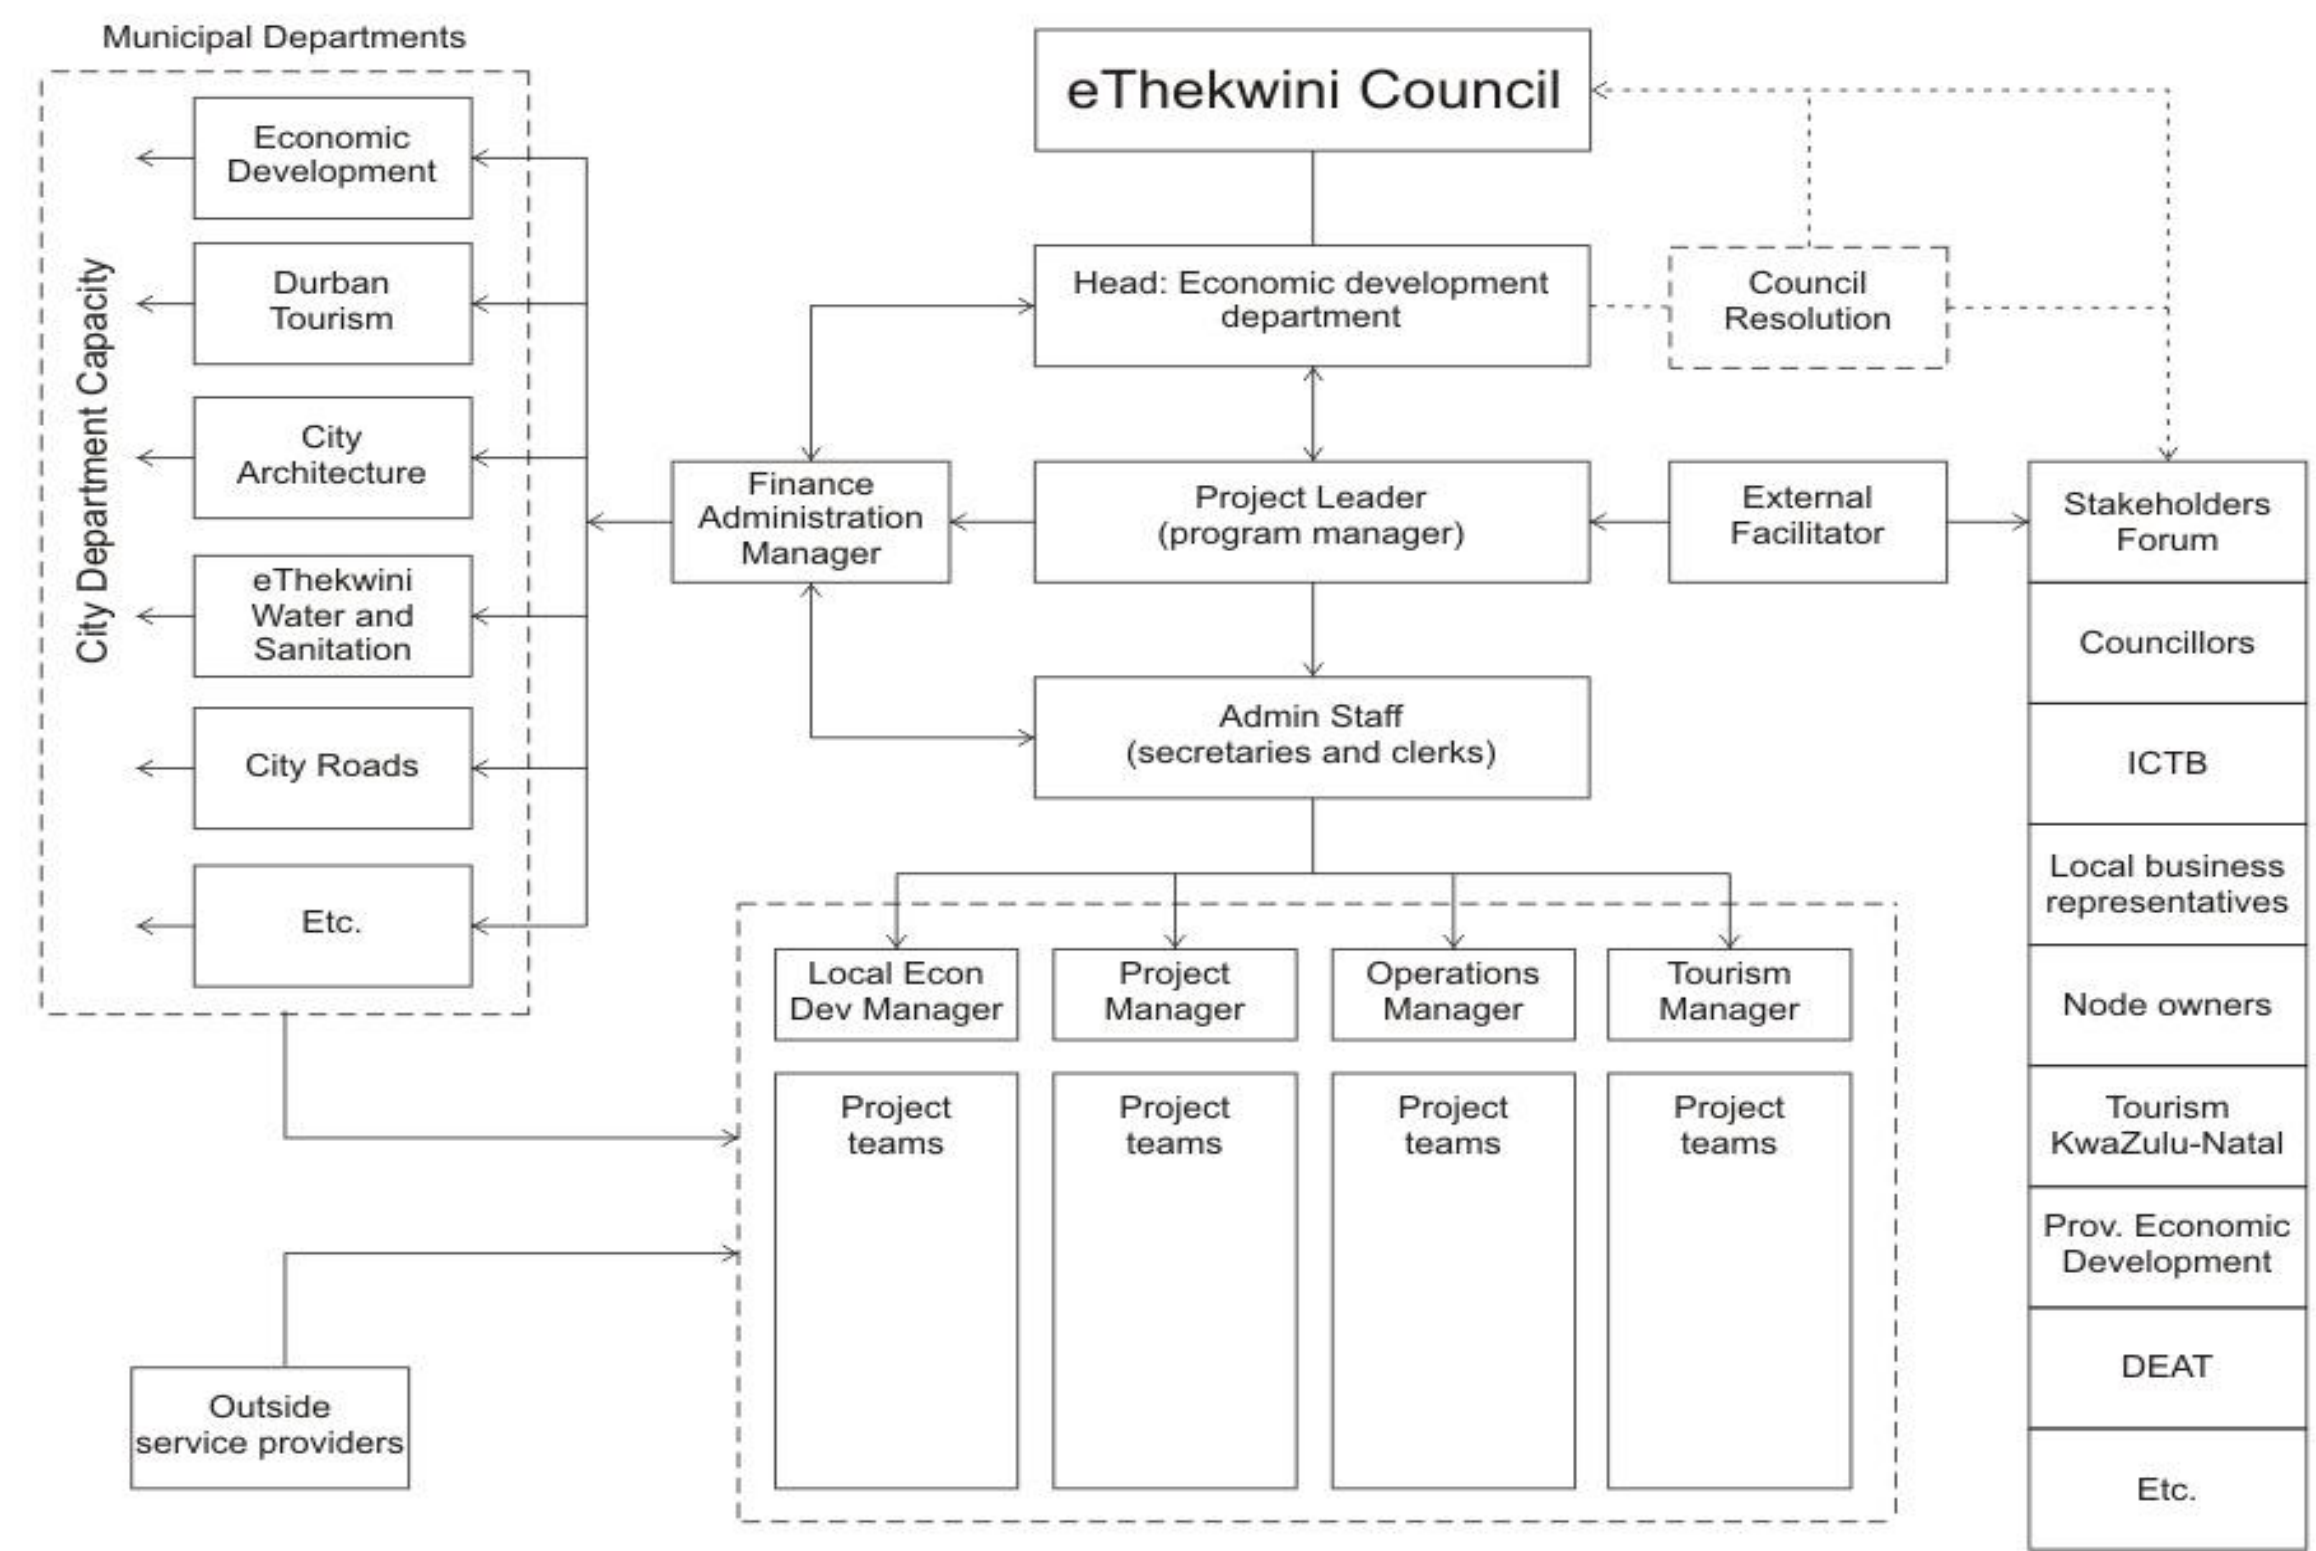 Municipal Departments
City Department Capacity
Economic
Development
Durban
Tourism
City
Architecture
eThekwini
Water and
Sanitation
City Roads
Etc.
Outside
service providers
eThekwini Council
Head: Economic development
department
Council
Resolution
Finance
Administration
Manager
Project Leader
(program manager)
External
Facilitator
Admin Staff
(secretaries and clerks)
Local Econ
Dev Manager
Project
Manager
Operations
Manager
Tourism
Manager
Project
teams
Project
teams
Project
teams
Project
teams
Stakeholders
Forum
Councillors
ICTB
Local business
representatives
Node owners
Tourism
KwaZulu-Natal
Prov. Economic
Development
DEAT
Etc.